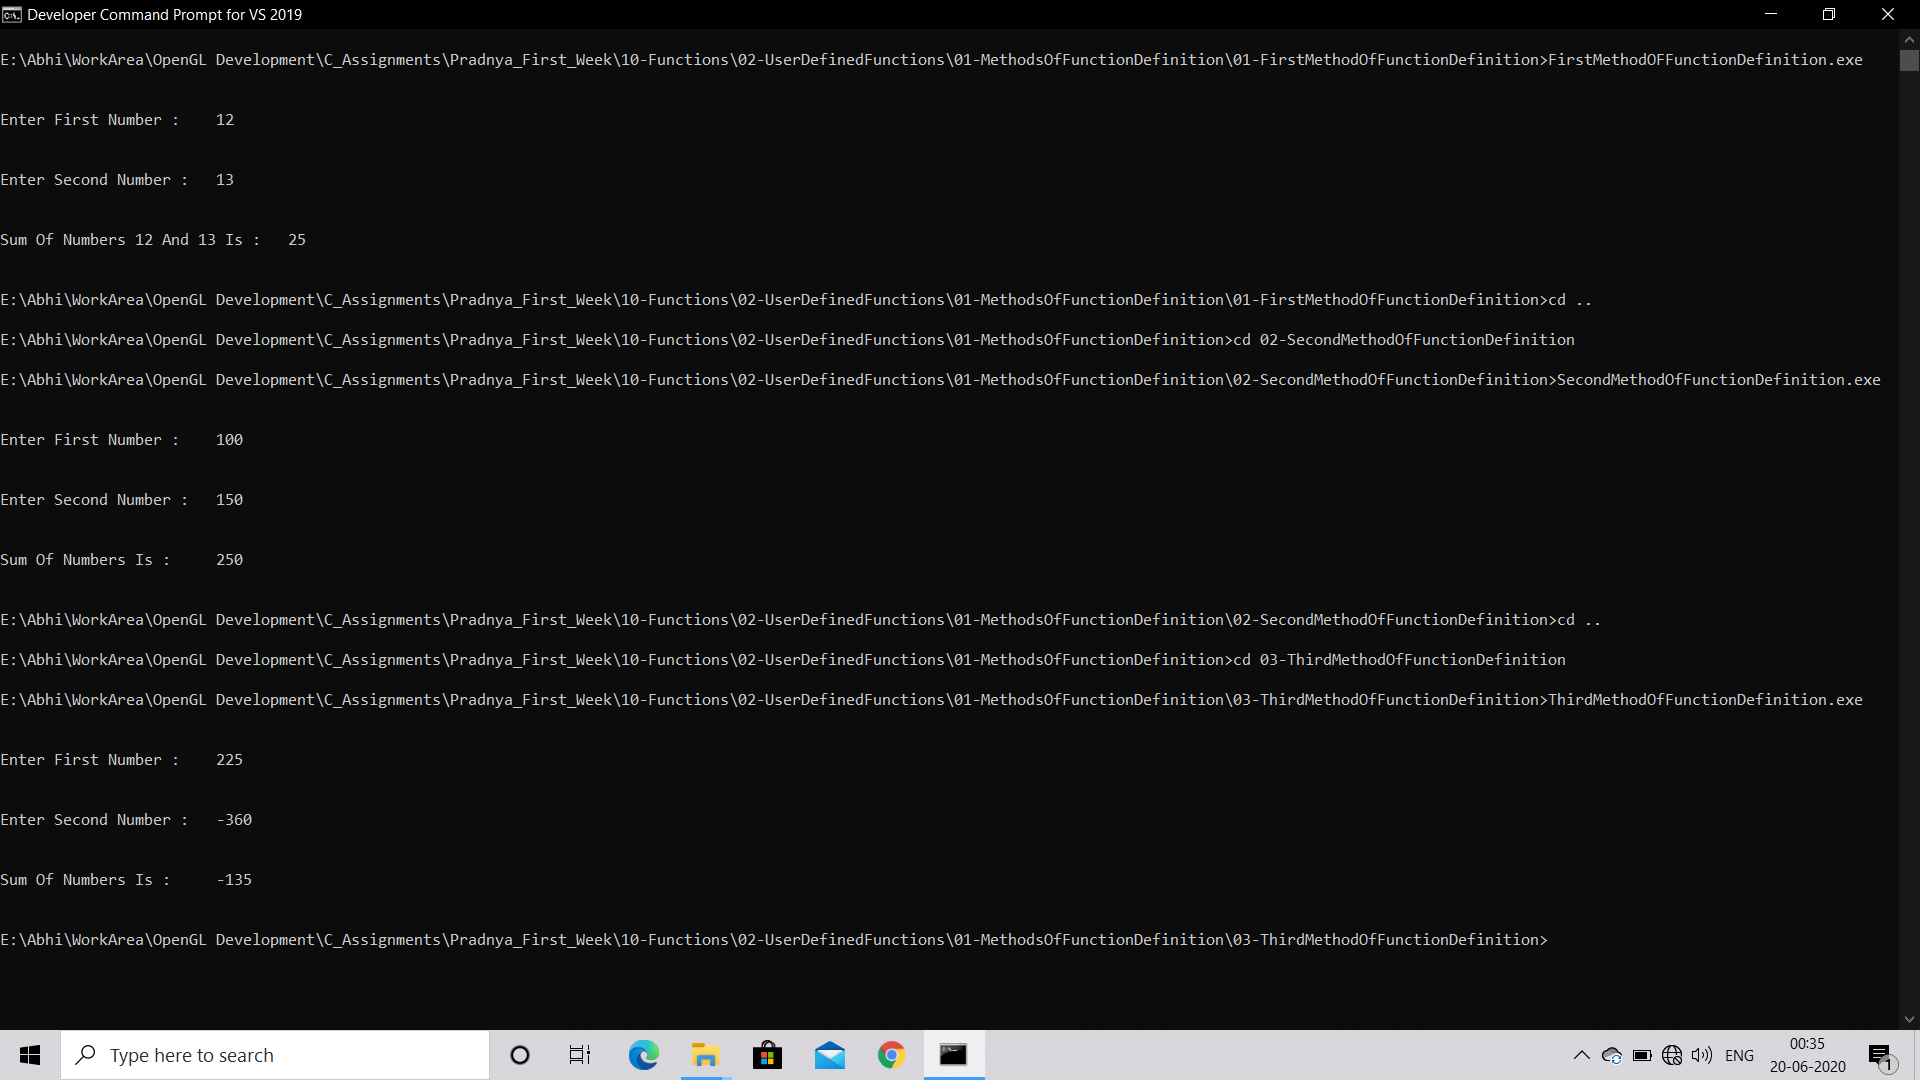 Developer Command Prompt for VS 2019
E:\Abhi\WorkArea\OpenGL Development\C_Assignments\Pradnya_First_Week\10-Functions\02-UserDefinedFunctions\01-MethodsOfFunctionDefinition\01-FirstMethodOfFunctionDefinition>FirstMethodOFFunctionDefinition.exe
Enter First Number :    12
Enter Second Number :   13
Sum Of Numbers 12 And 13 Is :   25
E:\Abhi\WorkArea\OpenGL Development\C_Assignments\Pradnya_First_Week\10-Functions\02-UserDefinedFunctions\01-MethodsOfFunctionDefinition\01-FirstMethodOfFunctionDefinition>cd ..
E:\Abhi\WorkArea\OpenGL Development\C_Assignments\Pradnya_First_Week\10-Functions\02-UserDefinedFunctions\01-MethodsOfFunctionDefinition>cd 02-SecondMethodOfFunctionDefinition
E:\Abhi\WorkArea\OpenGL Development\C_Assignments\Pradnya_First_Week\10-Functions\02-UserDefinedFunctions\01-MethodsOfFunctionDefinition\02-SecondMethodOfFunctionDefinition>SecondMethodOfFunctionDefinition.exe
Enter First Number :    100
Enter Second Number :   150
Sum Of Numbers Is :     250
E:\Abhi\WorkArea\OpenGL Development\C_Assignments\Pradnya_First_Week\10-Functions\02-UserDefinedFunctions\01-MethodsOfFunctionDefinition\02-SecondMethodOfFunctionDefinition>cd ..
E:\Abhi\WorkArea\OpenGL Development\C_Assignments\Pradnya_First_Week\10-Functions\02-UserDefinedFunctions\01-MethodsOfFunctionDefinition>cd 03-ThirdMethodOfFunctionDefinition
E:\Abhi\WorkArea\OpenGL Development\C_Assignments\Pradnya_First_Week\10-Functions\02-UserDefinedFunctions\01-MethodsOfFunctionDefinition\03-ThirdMethodOfFunctionDefinition>ThirdMethodOfFunctionDefinition.exe
Enter First Number :    225
Enter Second Number :   -360
Sum Of Numbers Is :     -135
E:\Abhi\WorkArea\OpenGL Development\C_Assignments\Pradnya_First_Week\10-Functions\02-UserDefinedFunctions\01-MethodsOfFunctionDefinition\03-ThirdMethodOfFunctionDefinition>
Type here to search
ENG
00:35
20-06-2020
1